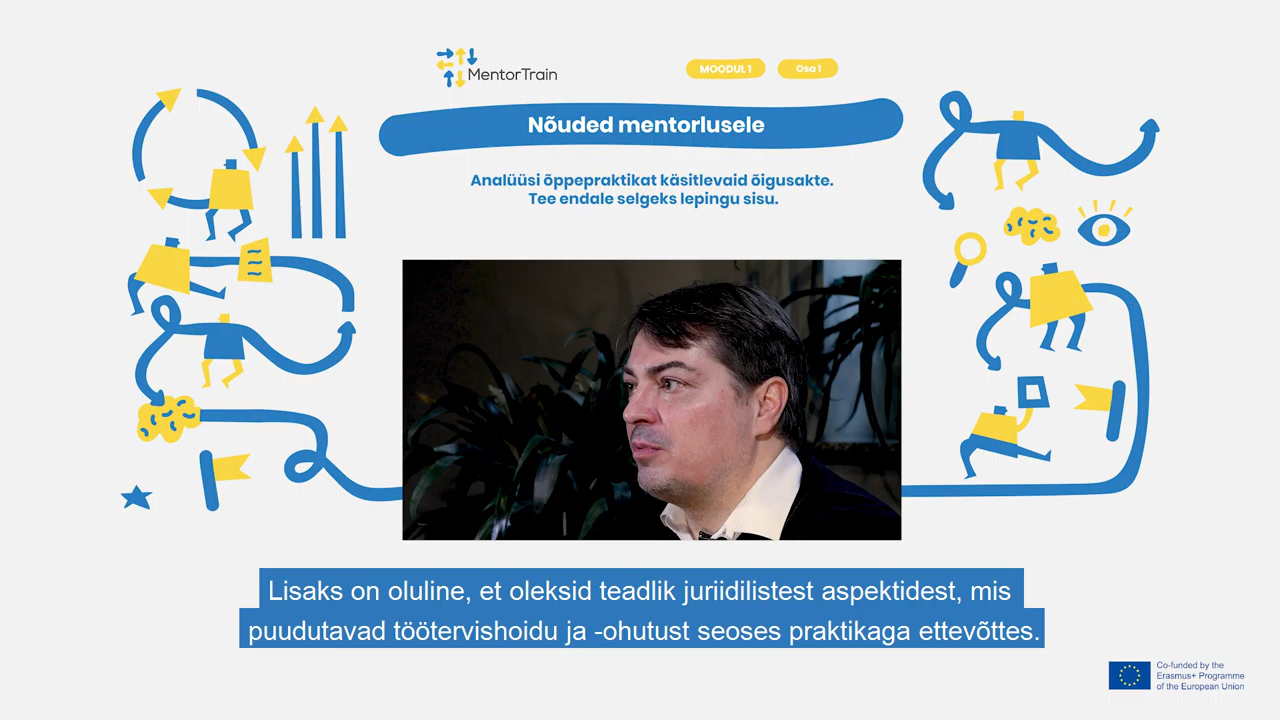 MentorTrain
MOODUL 1
Osa 1
Nõuded mentorlusele
Analüüsi õppepraktikat käsitlevaid õigusakte.
Tee endale selgeks lepingu sisu.
Lisaks on oluline, et oleksid teadlik juriidilistest aspektidest, mis
puudutavad töötervishoidu ja -ohutust seoses praktikaga ettevõttes.
Co-funded by the
Erasmus+ Programme
of the European Union